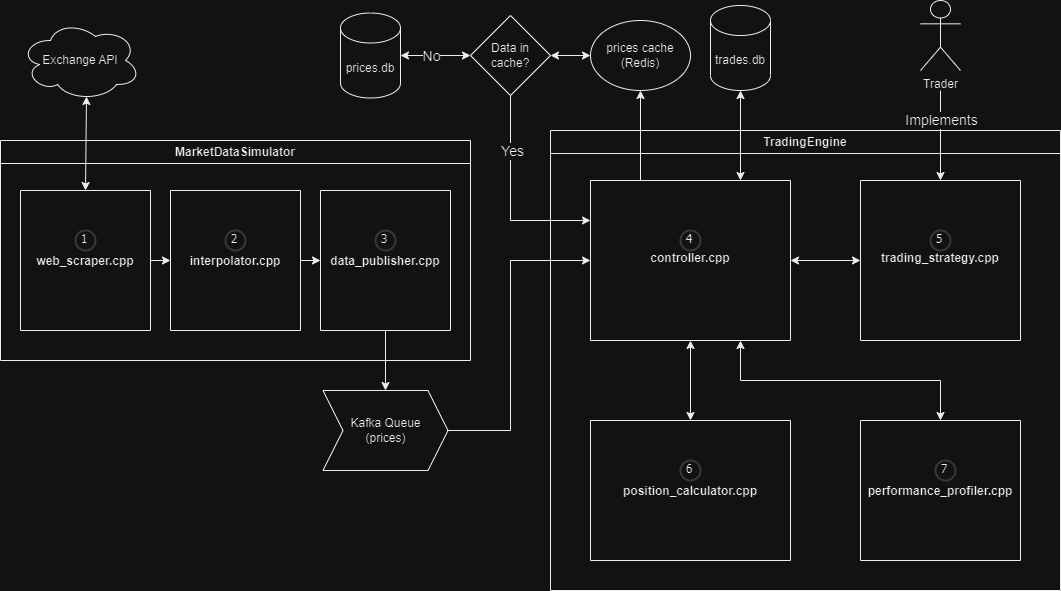 Exchange API
prices.db
No
Data in
cache?
prices cache
(Redis)
trades.db
Trader
Implements
Yes
MarketDataSimulator
TradingEngine
1
web_scraper.cpp
2
interpolator.cpp
3
data_publisher.cpp
4
controller.cpp
5
trading_strategy.cpp
Kafka Queue
(prices)
6
position_calculator.cpp
7
performance_profiler.cpp